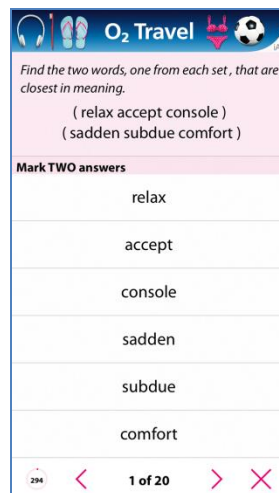 O₂ Travel
Find the two words, one from each set , that are
closest in meaning.
( relax accept console )
( sadden subdue comfort )
Mark TWO answers
relax
accept
console
sadden
subdue
comfort
294
1 of 20